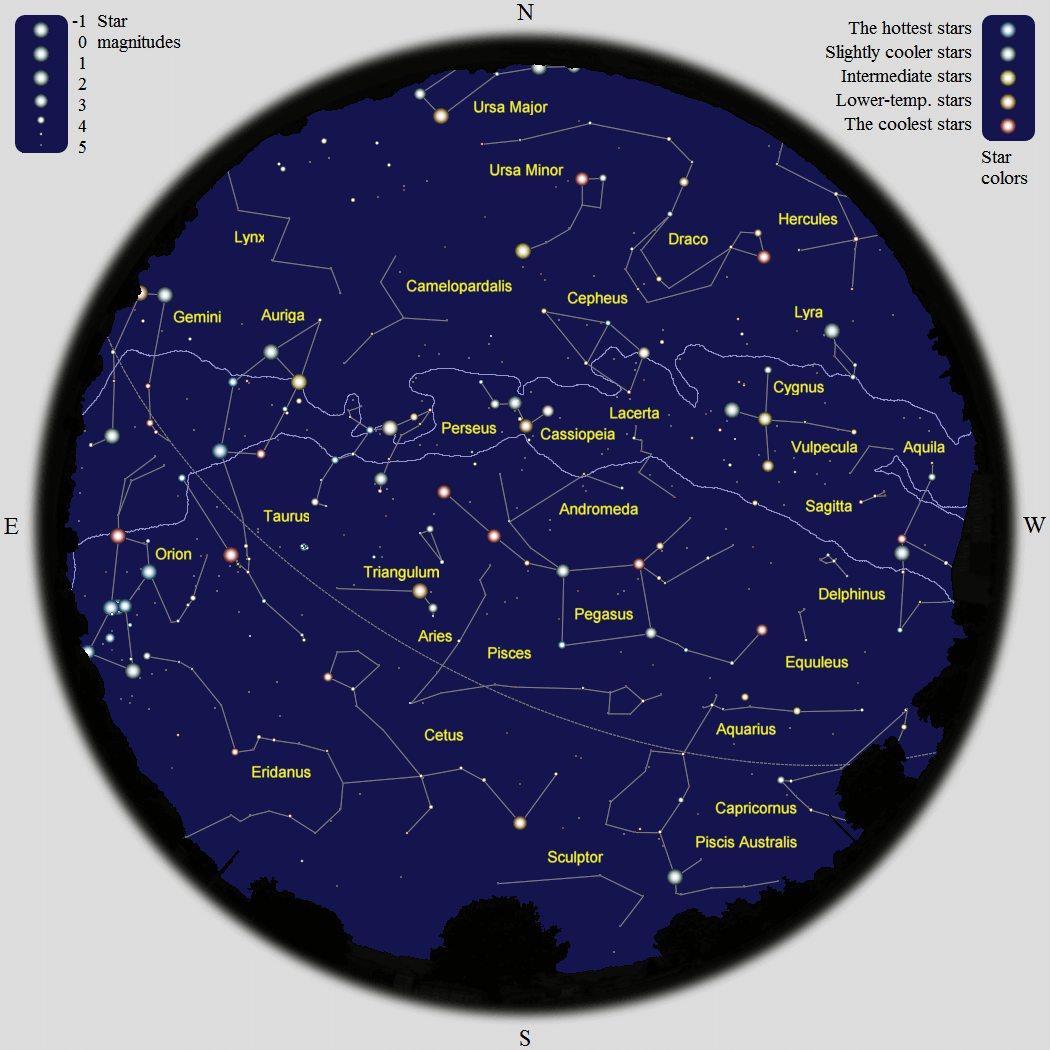 N
-1 Star
0 magnitudes
1
2
3
4
5
The hottest stars
Slightly cooler stars
Intermediate stars
Lower-temp. stars
The coolest stars
Star
colors
Ursa Major
Ursa Minor
Hercules
Lynx
Draco
Camelopardalis
Cepheus
Gemini
Auriga
Lyra
Cygnus
Lacerta
Perseus
Cassiopeia
Vulpecula
Aquila
Andromeda
Sagitta
Taurus
E
W
Orion
Triangulum
Delphinus
Pegasus
Aries
Pisces
Equuleus
Cetus
Aquarius
Eridanus
Capricornus
Piscis Australis
Sculptor
S